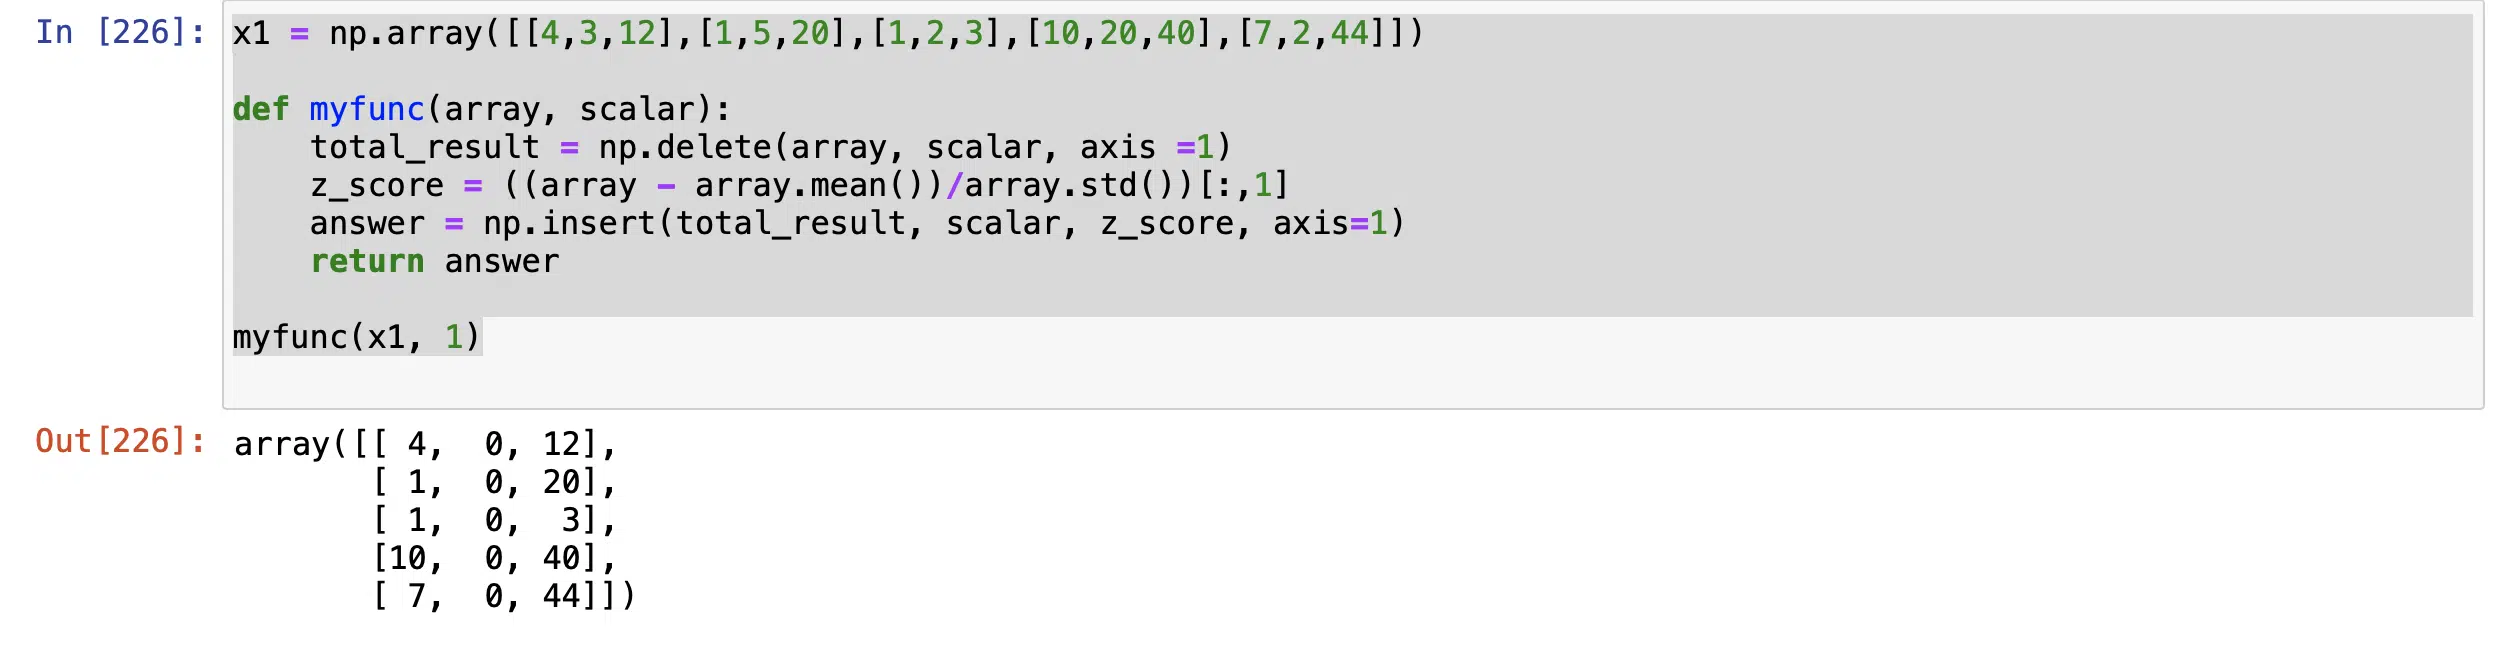 In [226]: x1 = np.array([[4,3,12],[1,5,20],[1,2,3],[10,20,40],[7,2,44]])
def myfunc(array, scalar):
    total_result = np.delete(array, scalar, axis =1)
    z_score = ((array - array.mean())/array.std())[:,1]
    answer = np.insert(total_result, scalar, z_score, axis=1)
    return answer
myfunc(x1, 1)
Out[226]: array([[ 4,  0, 12],
       [ 1,  0, 20],
       [ 1,  0,  3],
       [10,  0, 40],
       [ 7,  0, 44]])